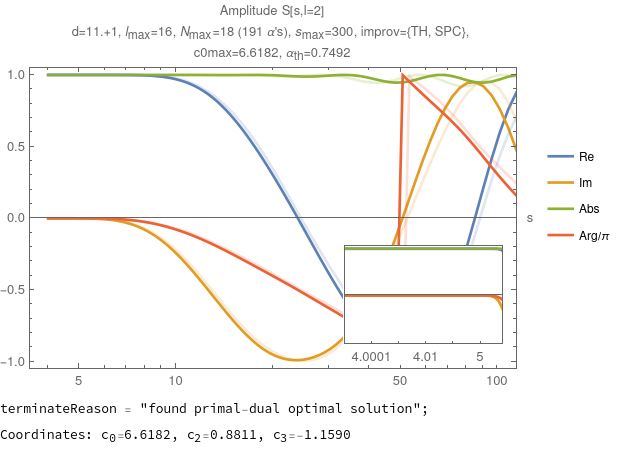 Amplitude S[s,l=2]
d=11.+1, lmax=16, Nmax=18 (191 α's), smax=300, improv={TH, SPC},
c0max=6.6182, αth=0.7492
1.0
0.5
0.0
−0.5
−1.0
5
10
50
100
s
4.0001
4.01
5
Re
Im
Abs
Arg/π
terminateReason = "found primal-dual optimal solution";
Coordinates: c0=6.6182, c2=0.8811, c3=-1.1590